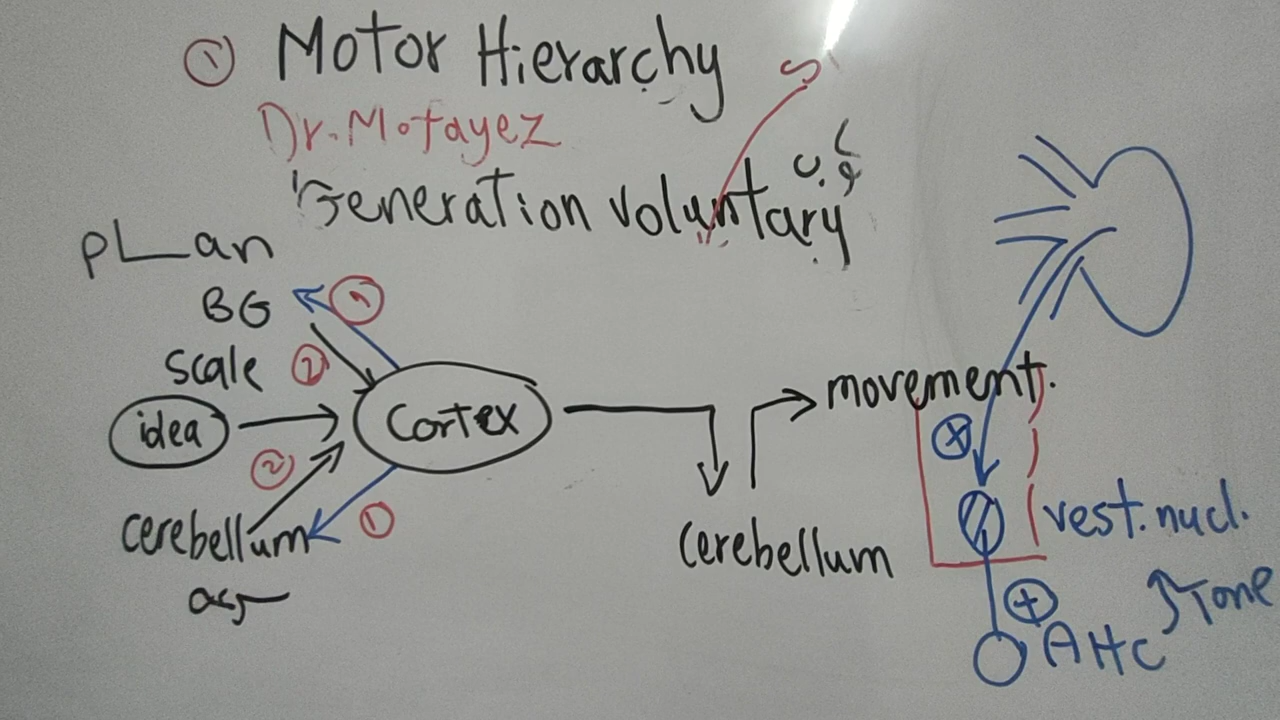 ① Motor Hierarchy
Dr. Mofayez
Generation voluntary
pLan
BG ①
scale ②
idea
Cortex
②
cerebellum ①
movement.
cerebellum
+
vest. nucl.
+
AHC
↑Tone